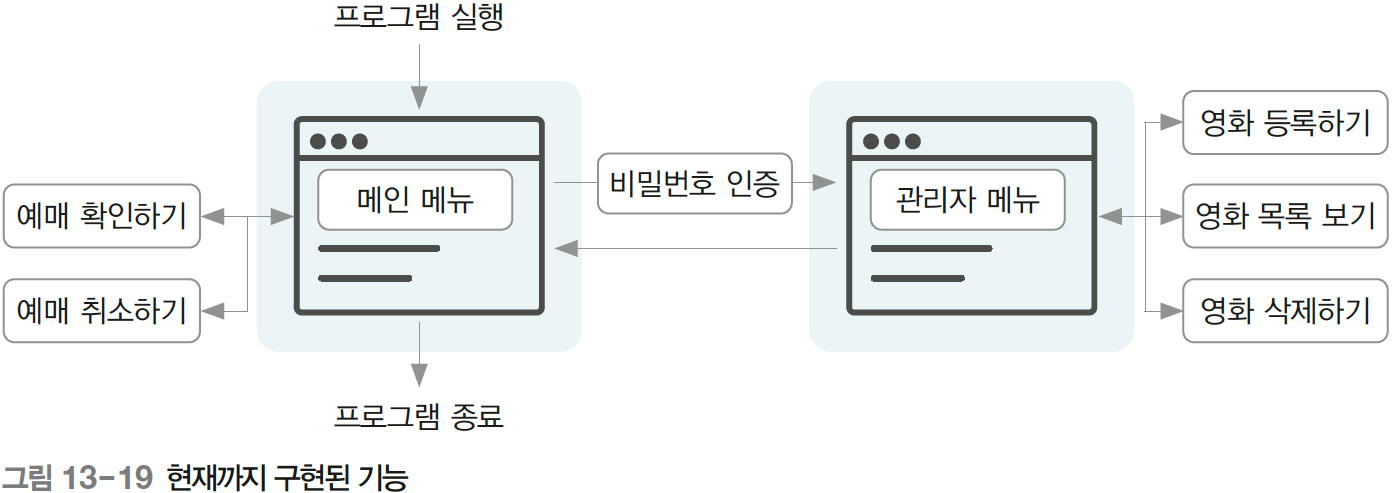 프로그램 실행
메인 메뉴
비밀번호 인증
관리자 메뉴
예매 확인하기
예매 취소하기
영화 등록하기
영화 목록 보기
영화 삭제하기
프로그램 종료
그림 13-19 현재까지 구현된 기능